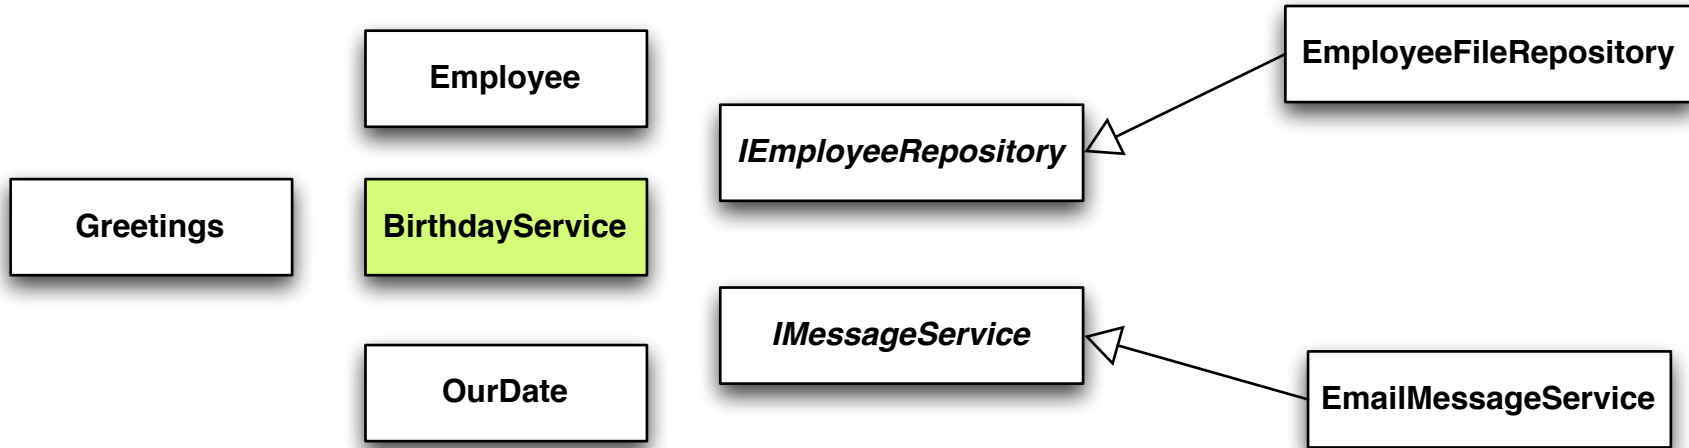 Employee
EmployeeFileRepository
IEmployeeRepository
Greetings
BirthdayService
IMessageService
OurDate
EmailMessageService